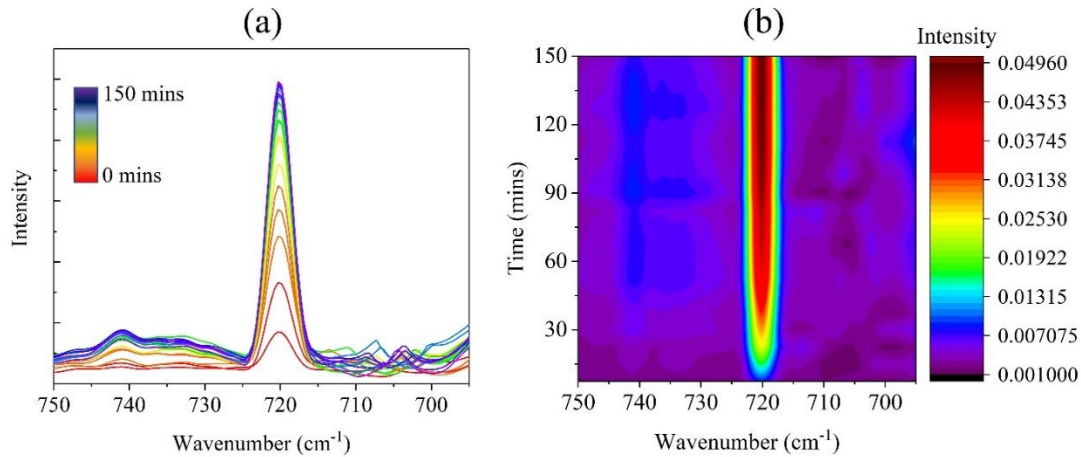 (a)
150 mins
0 mins
Intensity
750 740 730 720 710 700
Wavenumber (cm⁻¹)
(b)
Intensity
150
120
90
60
30
Time (mins)
750 740 730 720 710 700
Wavenumber (cm⁻¹)
0.04960
0.04353
0.03745
0.03138
0.02530
0.01922
0.01315
0.007075
0.001000